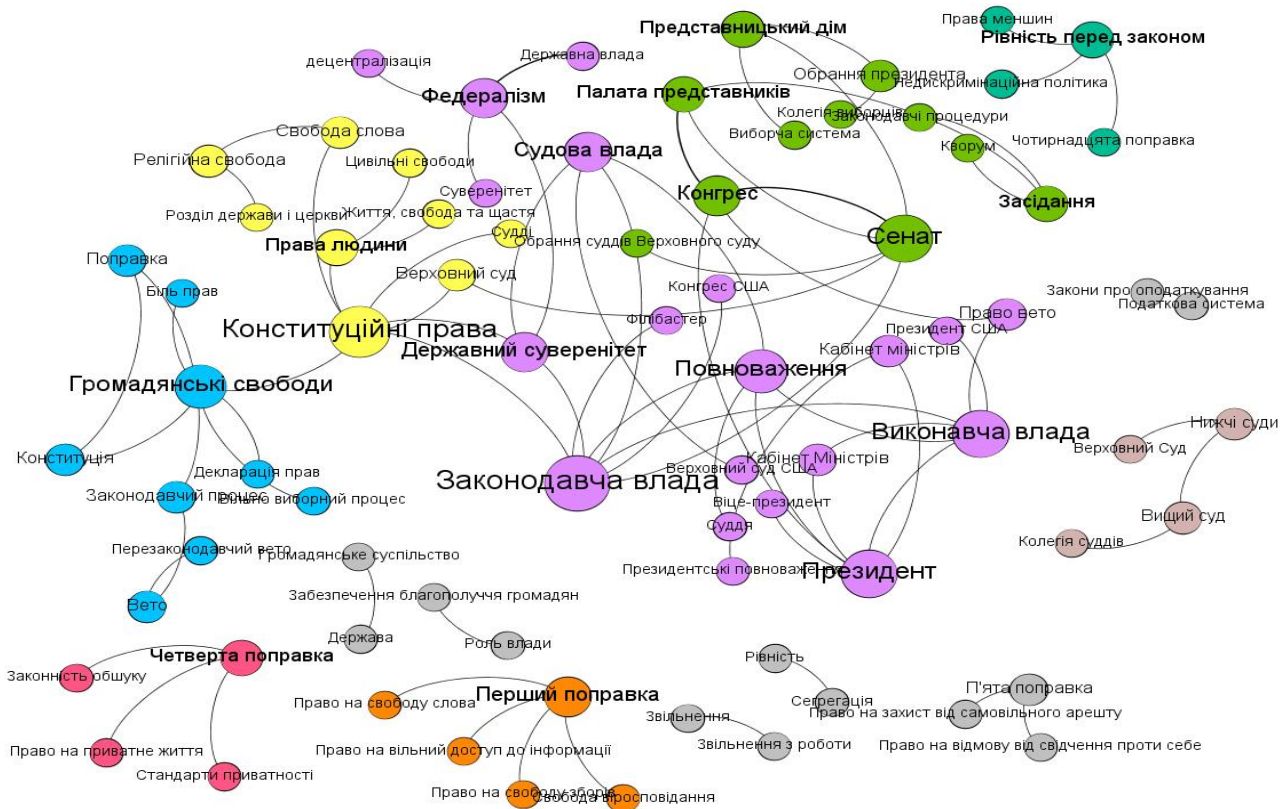 Права меншин
Представницький дім
Рівність перед законом
Державна влада
децентралізація
Обрання президента
Недискримінаційна політика
Федералізм
Палата представників
Колегія виборців
Законодавчі процедури
Виборча система
Свобода слова
Чотирнадцята поправка
Судова влада
Кворум
Релігійна свобода
Цивільні свободи
Суверенітет
Конгрес
Засідання
Розділ держави і церкви
Життя, свобода та щастя
Судді
Сенат
Права людини
Обрання суддів Верховного суду
Поправка
Верховний суд
Конгрес США
Біль прав
Закони про оподаткування
Податкова система
Філібастер
Право вето
Конституційні права
Президент США
Державний суверенітет
Кабінет міністрів
Повноваження
Громадянські свободи
Нижчі суди
Виконавча влада
Верховний Суд
Конституція
Кабінет Міністрів
Декларація прав
Верховний суд США
Законодавча влада
Законодавчий процес
Вільно виборний процес
Віце-президент
Вищий суд
Суддя
Колегія суддів
Перезаконодавчий вето
Громадянське суспільство
Президентські повноваження
Президент
Забезпечення благополуччя громадян
Вето
Держава
Роль влади
Четверта поправка
Рівність
Законність обшуку
П'ята поправка
Перший поправка
Сегрегація
Право на свободу слова
Право на захист від самовільного арешту
Звільнення
Право на приватне життя
Право на вільний доступ до інформації
Звільнення з роботи
Право на відмову від свідчення проти себе
Стандарти приватності
Право на свободу зборів
Свобода віросповідання